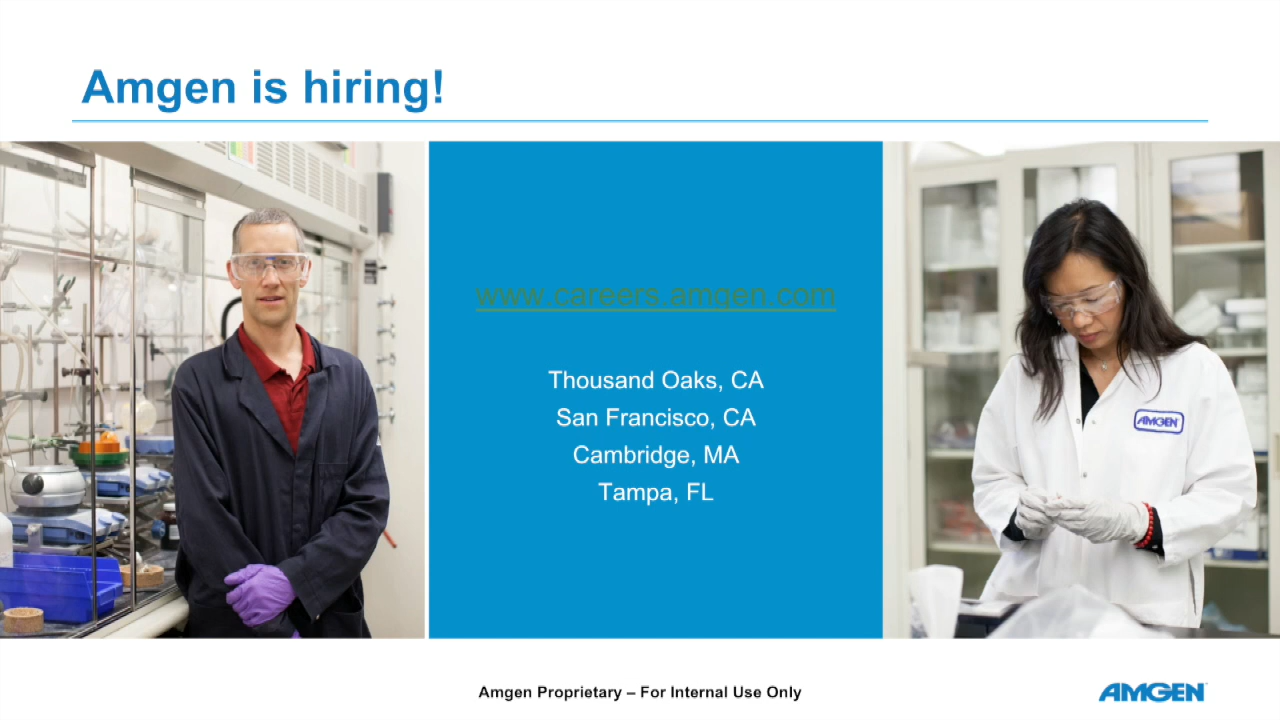 Amgen is hiring!
www.careers.amgen.com
Thousand Oaks, CA
San Francisco, CA
Cambridge, MA
Tampa, FL
AMGEN
Amgen Proprietary – For Internal Use Only
AMGEN